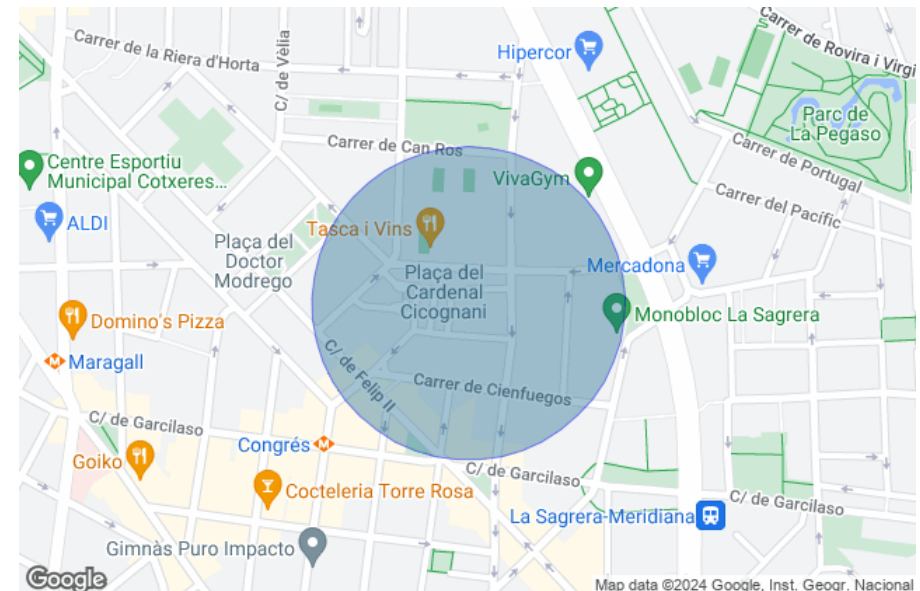 Carrer de la Riera d'Horta
C/ de Vèlia
Hipercor
Carrer de Rovira i Virgi
Parc de
La Pegaso
Carrer de Portugal
Carrer de Can Ros
Centre Esportiu
Municipal Cotxeres...
VivaGym
Carrer del Pacífic
ALDI
Tasca i Vins
Plaça del
Doctor
Modrego
Plaça del
Cardenal
Cicognani
Mercadona
Domino's Pizza
Monobloc La Sagrera
Maragall
C/ de Felip II
Carrer de Cienfuegos
C/ de Garcilaso
Congrés
Goiko
C/ de Garcilaso
Cocteleria Torre Rosa
C/ de Garcilaso
La Sagrera-Meridiana
Gimnàs Puro Impacto
Google
Map data ©2024 Google, Inst. Geogr. Nacional